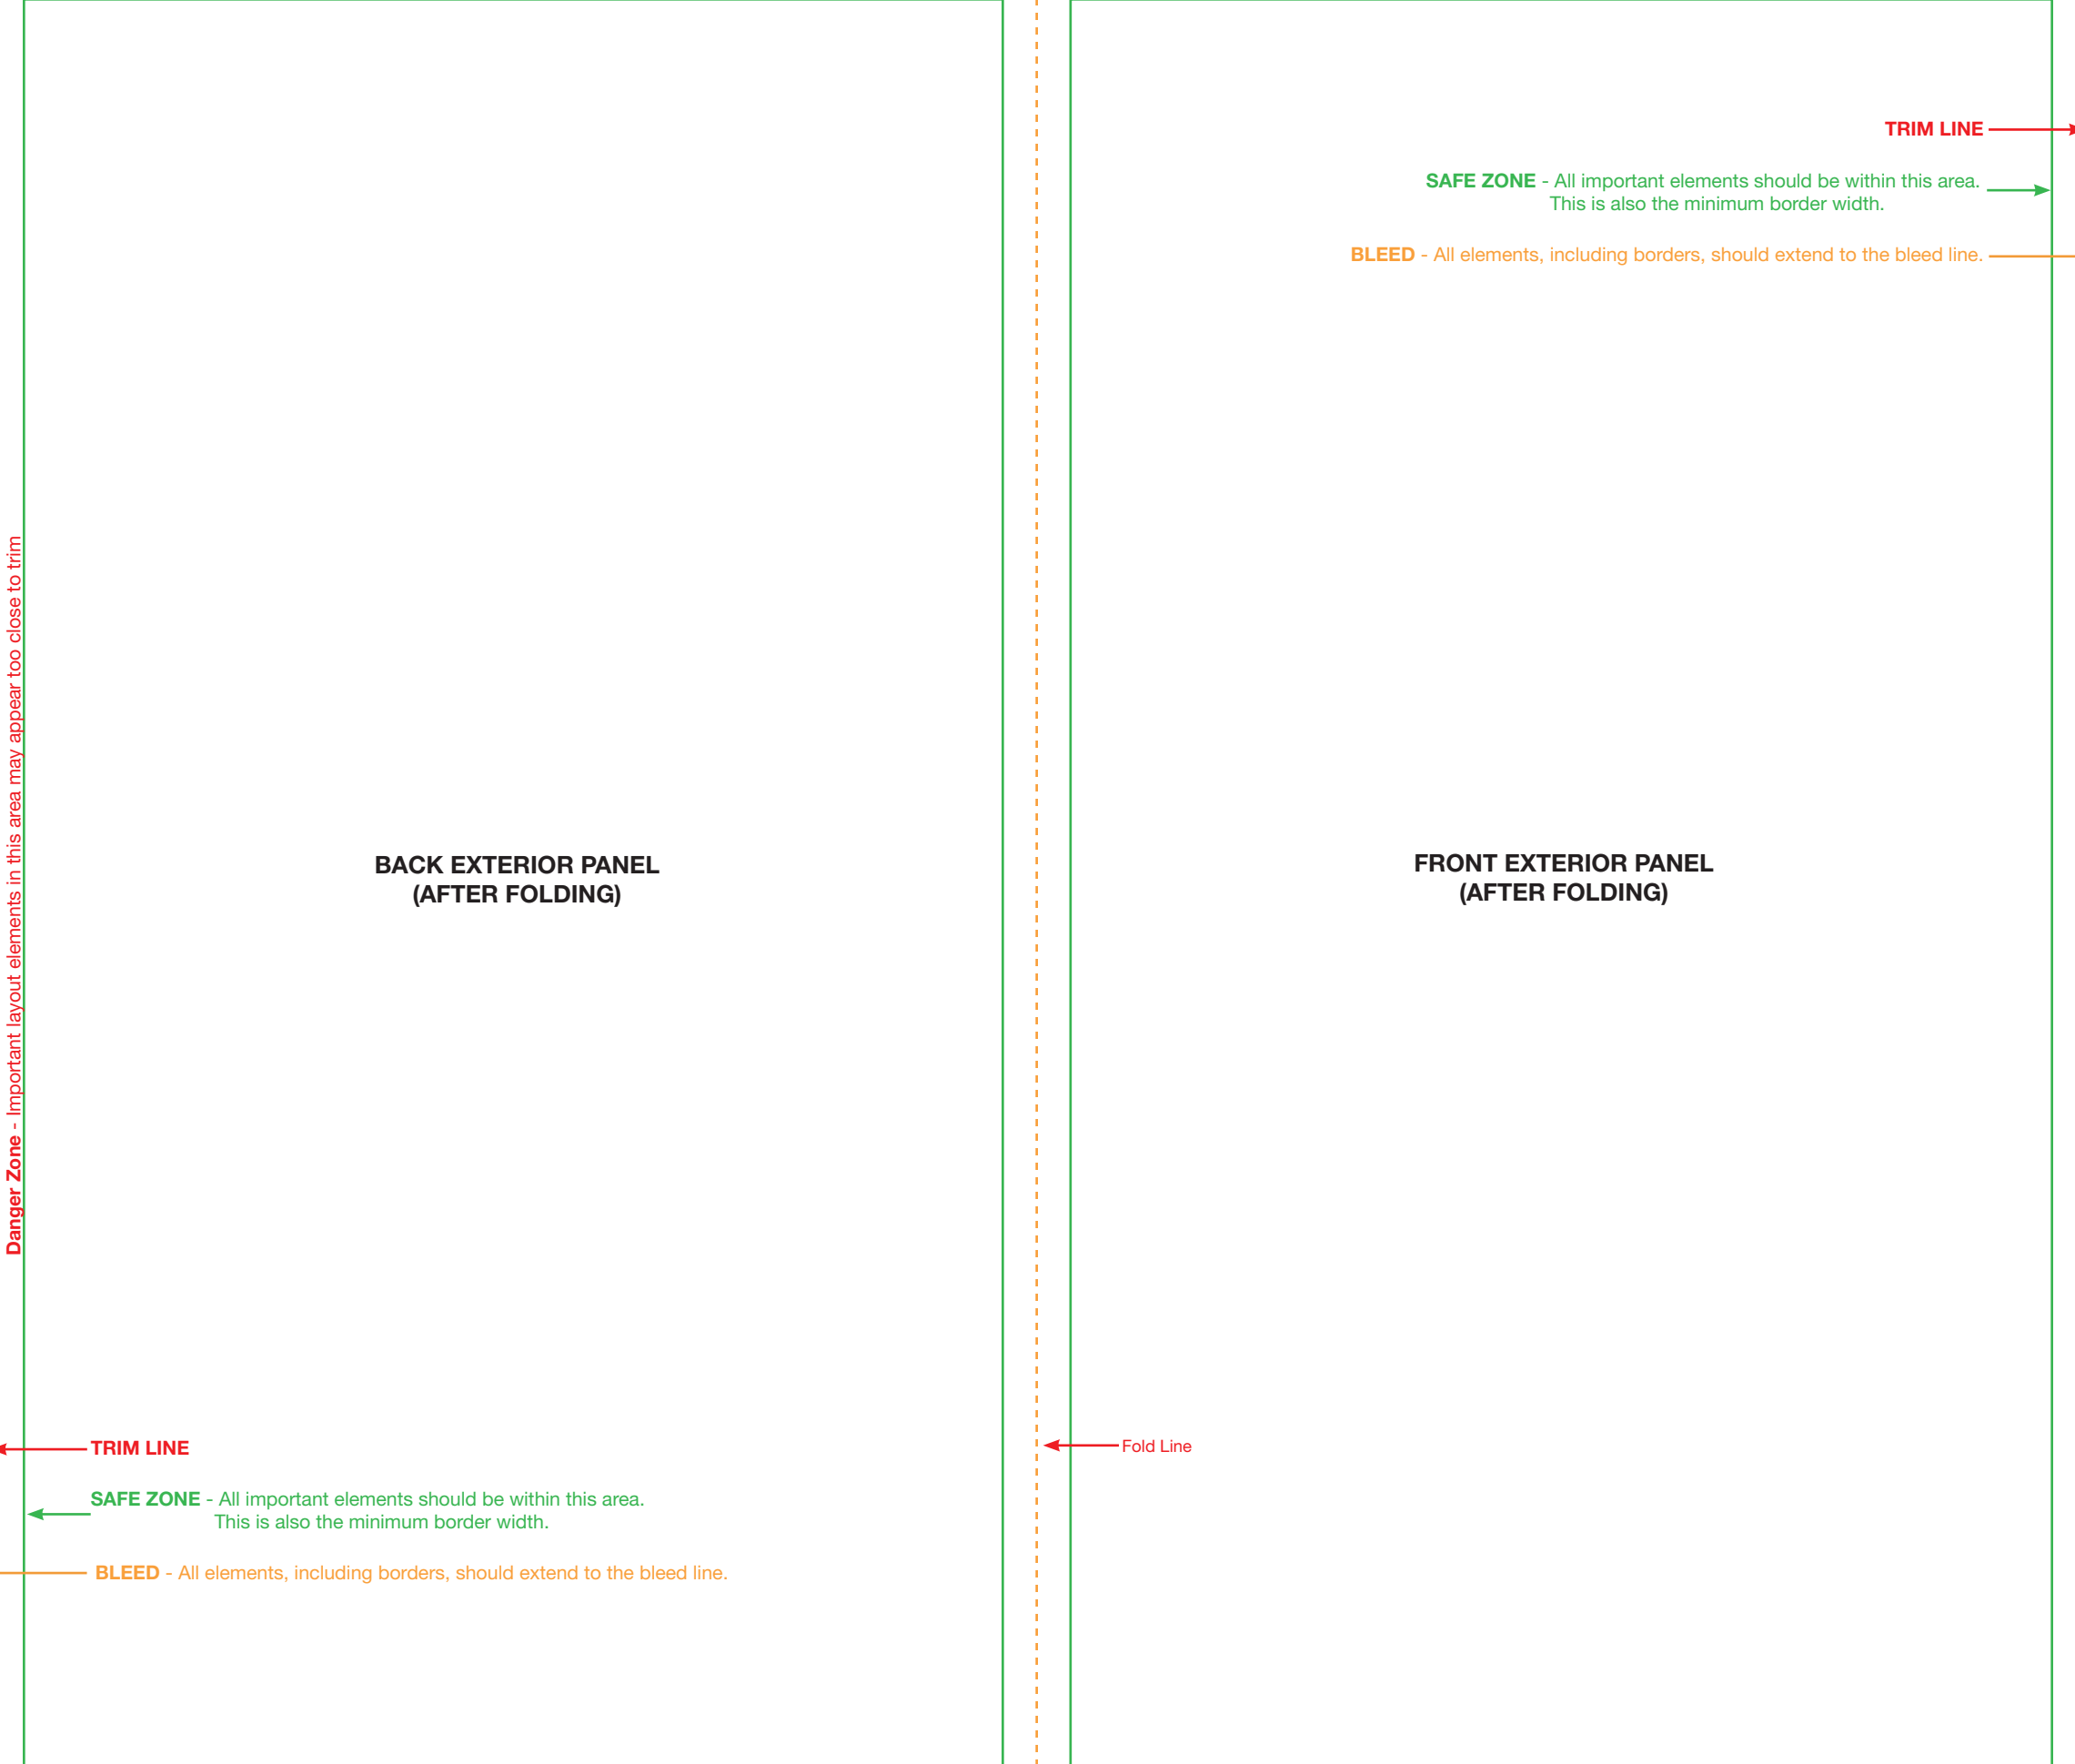 TRIM LINE
SAFE ZONE - All important elements should be within this area.
This is also the minimum border width.
BLEED - All elements, including borders, should extend to the bleed line.
Danger Zone - Important layout elements in this area may appear too close to trim
BACK EXTERIOR PANEL
(AFTER FOLDING)
FRONT EXTERIOR PANEL
(AFTER FOLDING)
Fold Line
TRIM LINE
SAFE ZONE - All important elements should be within this area.
This is also the minimum border width.
BLEED - All elements, including borders, should extend to the bleed line.